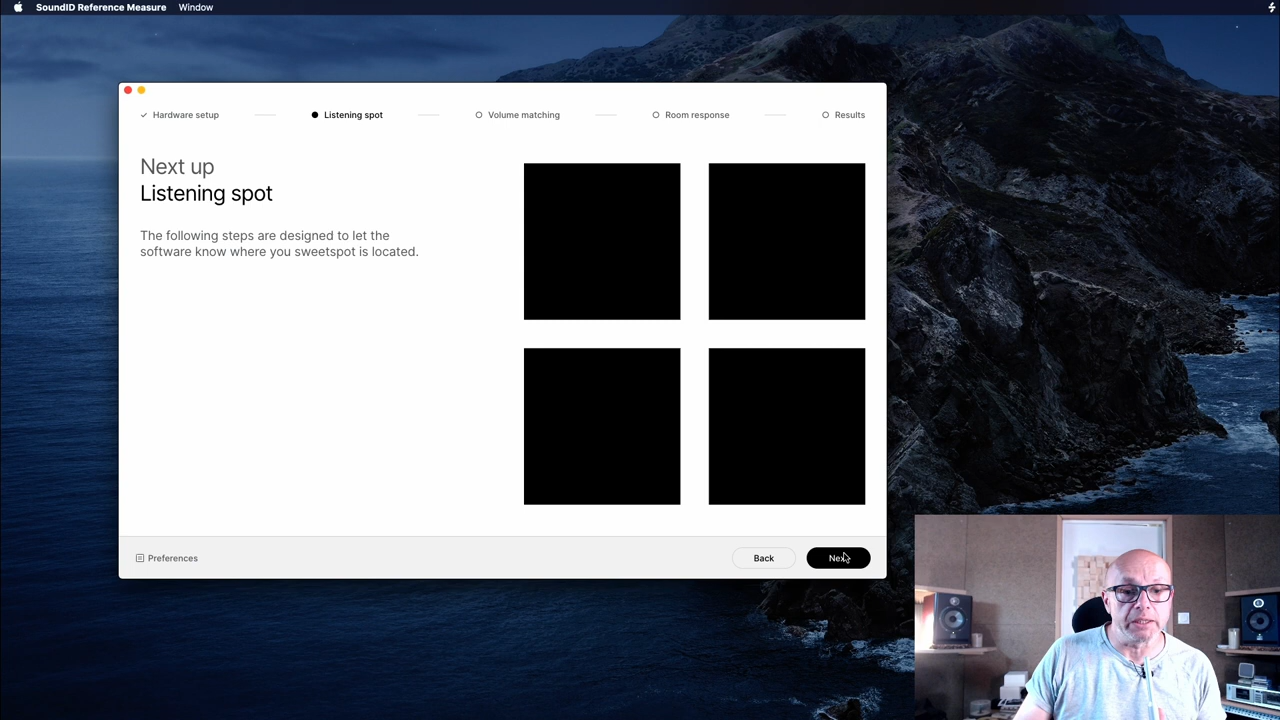 SoundID Reference Measure Window
Hardware setup Listening spot Volume matching Room response Results
Next up
Listening spot
The following steps are designed to let the
software know where you sweetspot is located.
Preferences Back Next